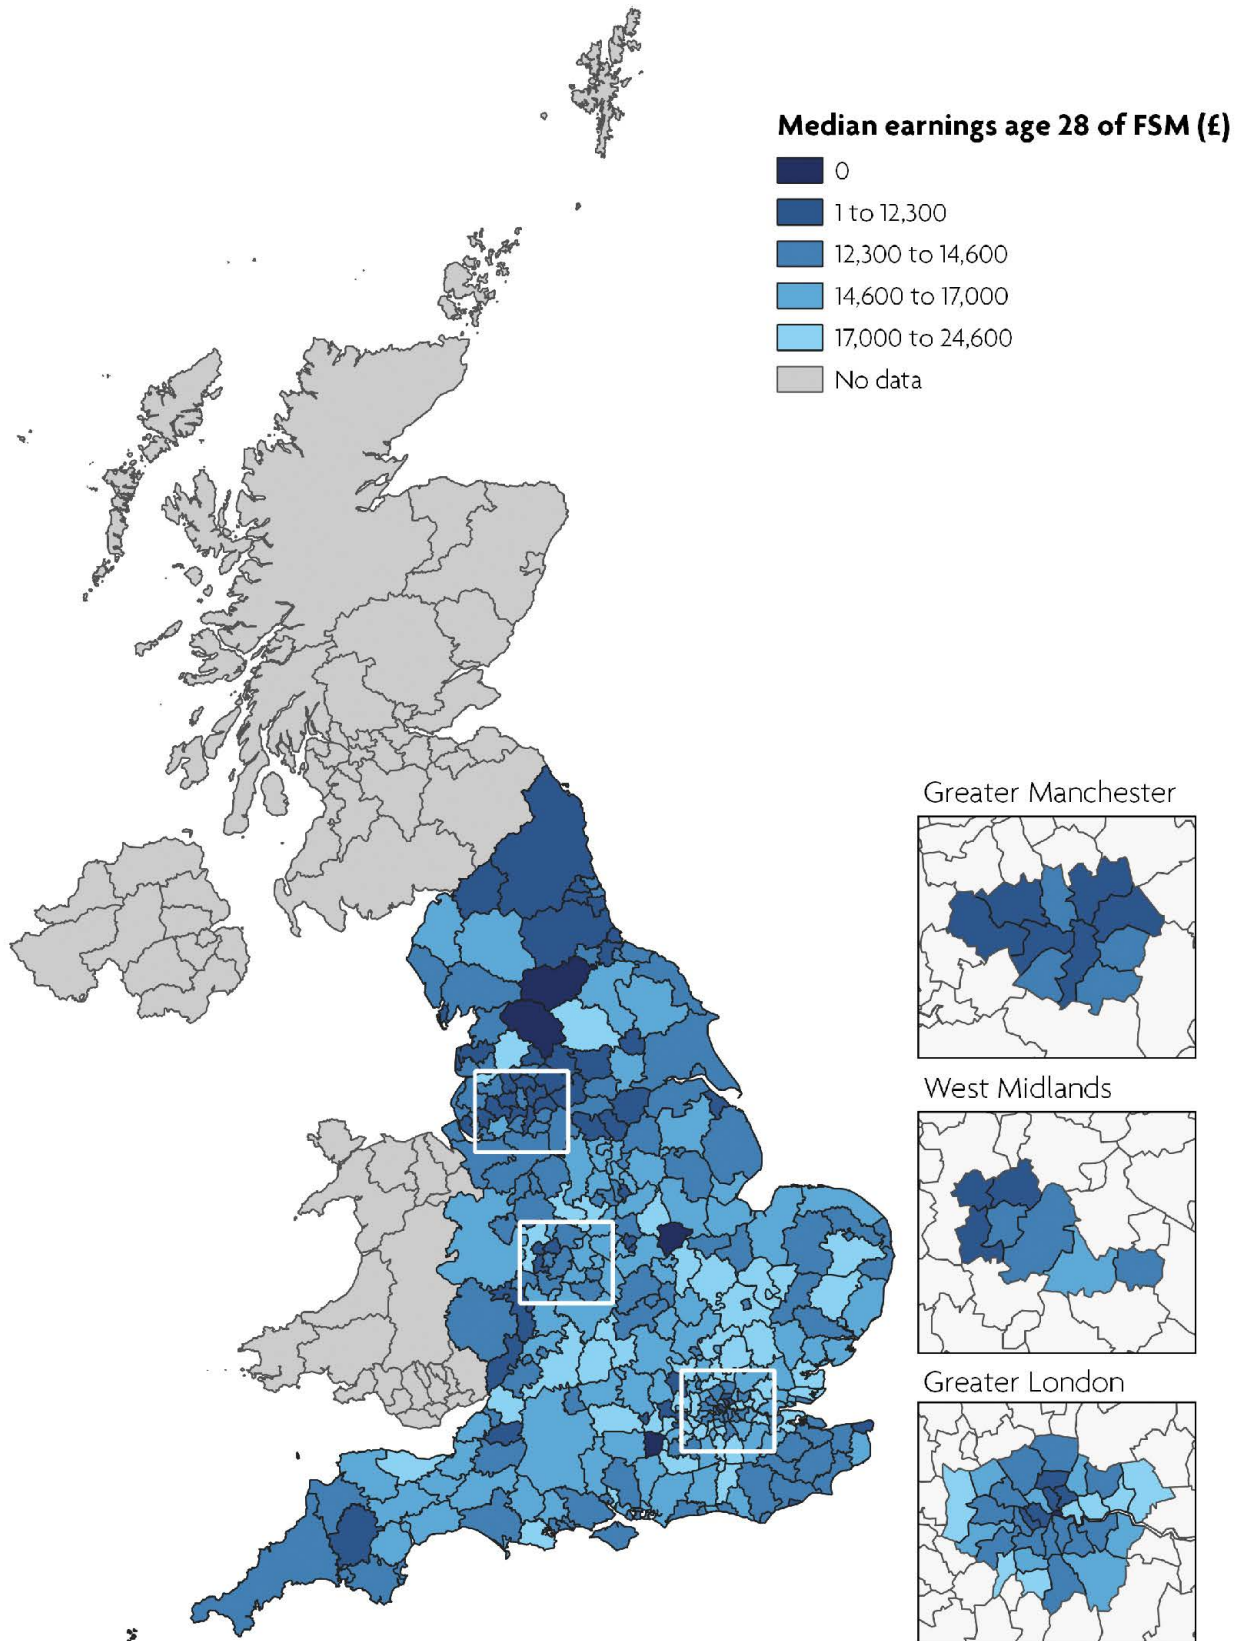 Median earnings age 28 of FSM (£)
0
1 to 12,300
12,300 to 14,600
14,600 to 17,000
17,000 to 24,600
No data
Greater Manchester
West Midlands
Greater London